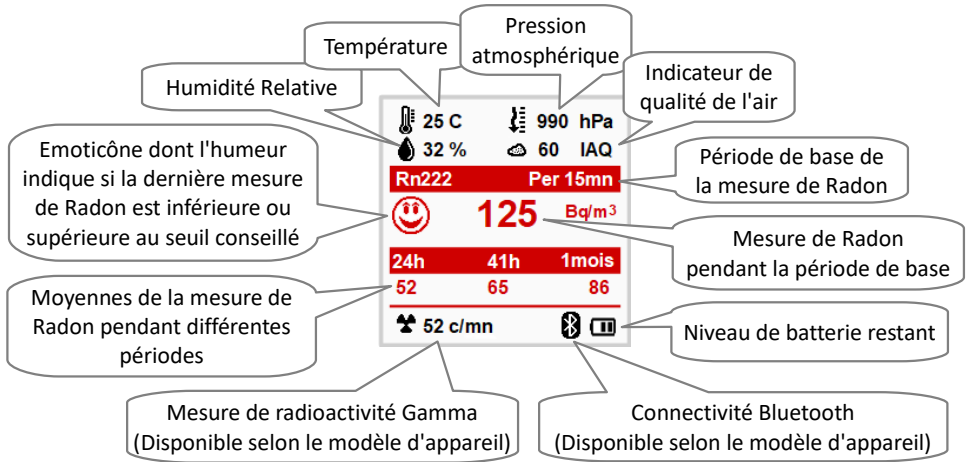 Pression
atmosphérique
Température
Indicateur de
qualité de l'air
Humidité Relative
25 C
990 hPa
32 %
60 IAQ
Emoticône dont l'humeur
indique si la dernière mesure
de Radon est inférieure ou
supérieure au seuil conseillé
Période de base de
la mesure de Radon
Rn222 Per 15mn
125 Bq/m3
Mesure de Radon
pendant la période de base
24h 41h 1mois
52 65 86
Moyennes de la mesure de
Radon pendant différentes
périodes
52 c/mn
Niveau de batterie restant
Mesure de radioactivité Gamma
(Disponible selon le modèle d'appareil)
Connectivité Bluetooth
(Disponible selon le modèle d'appareil)